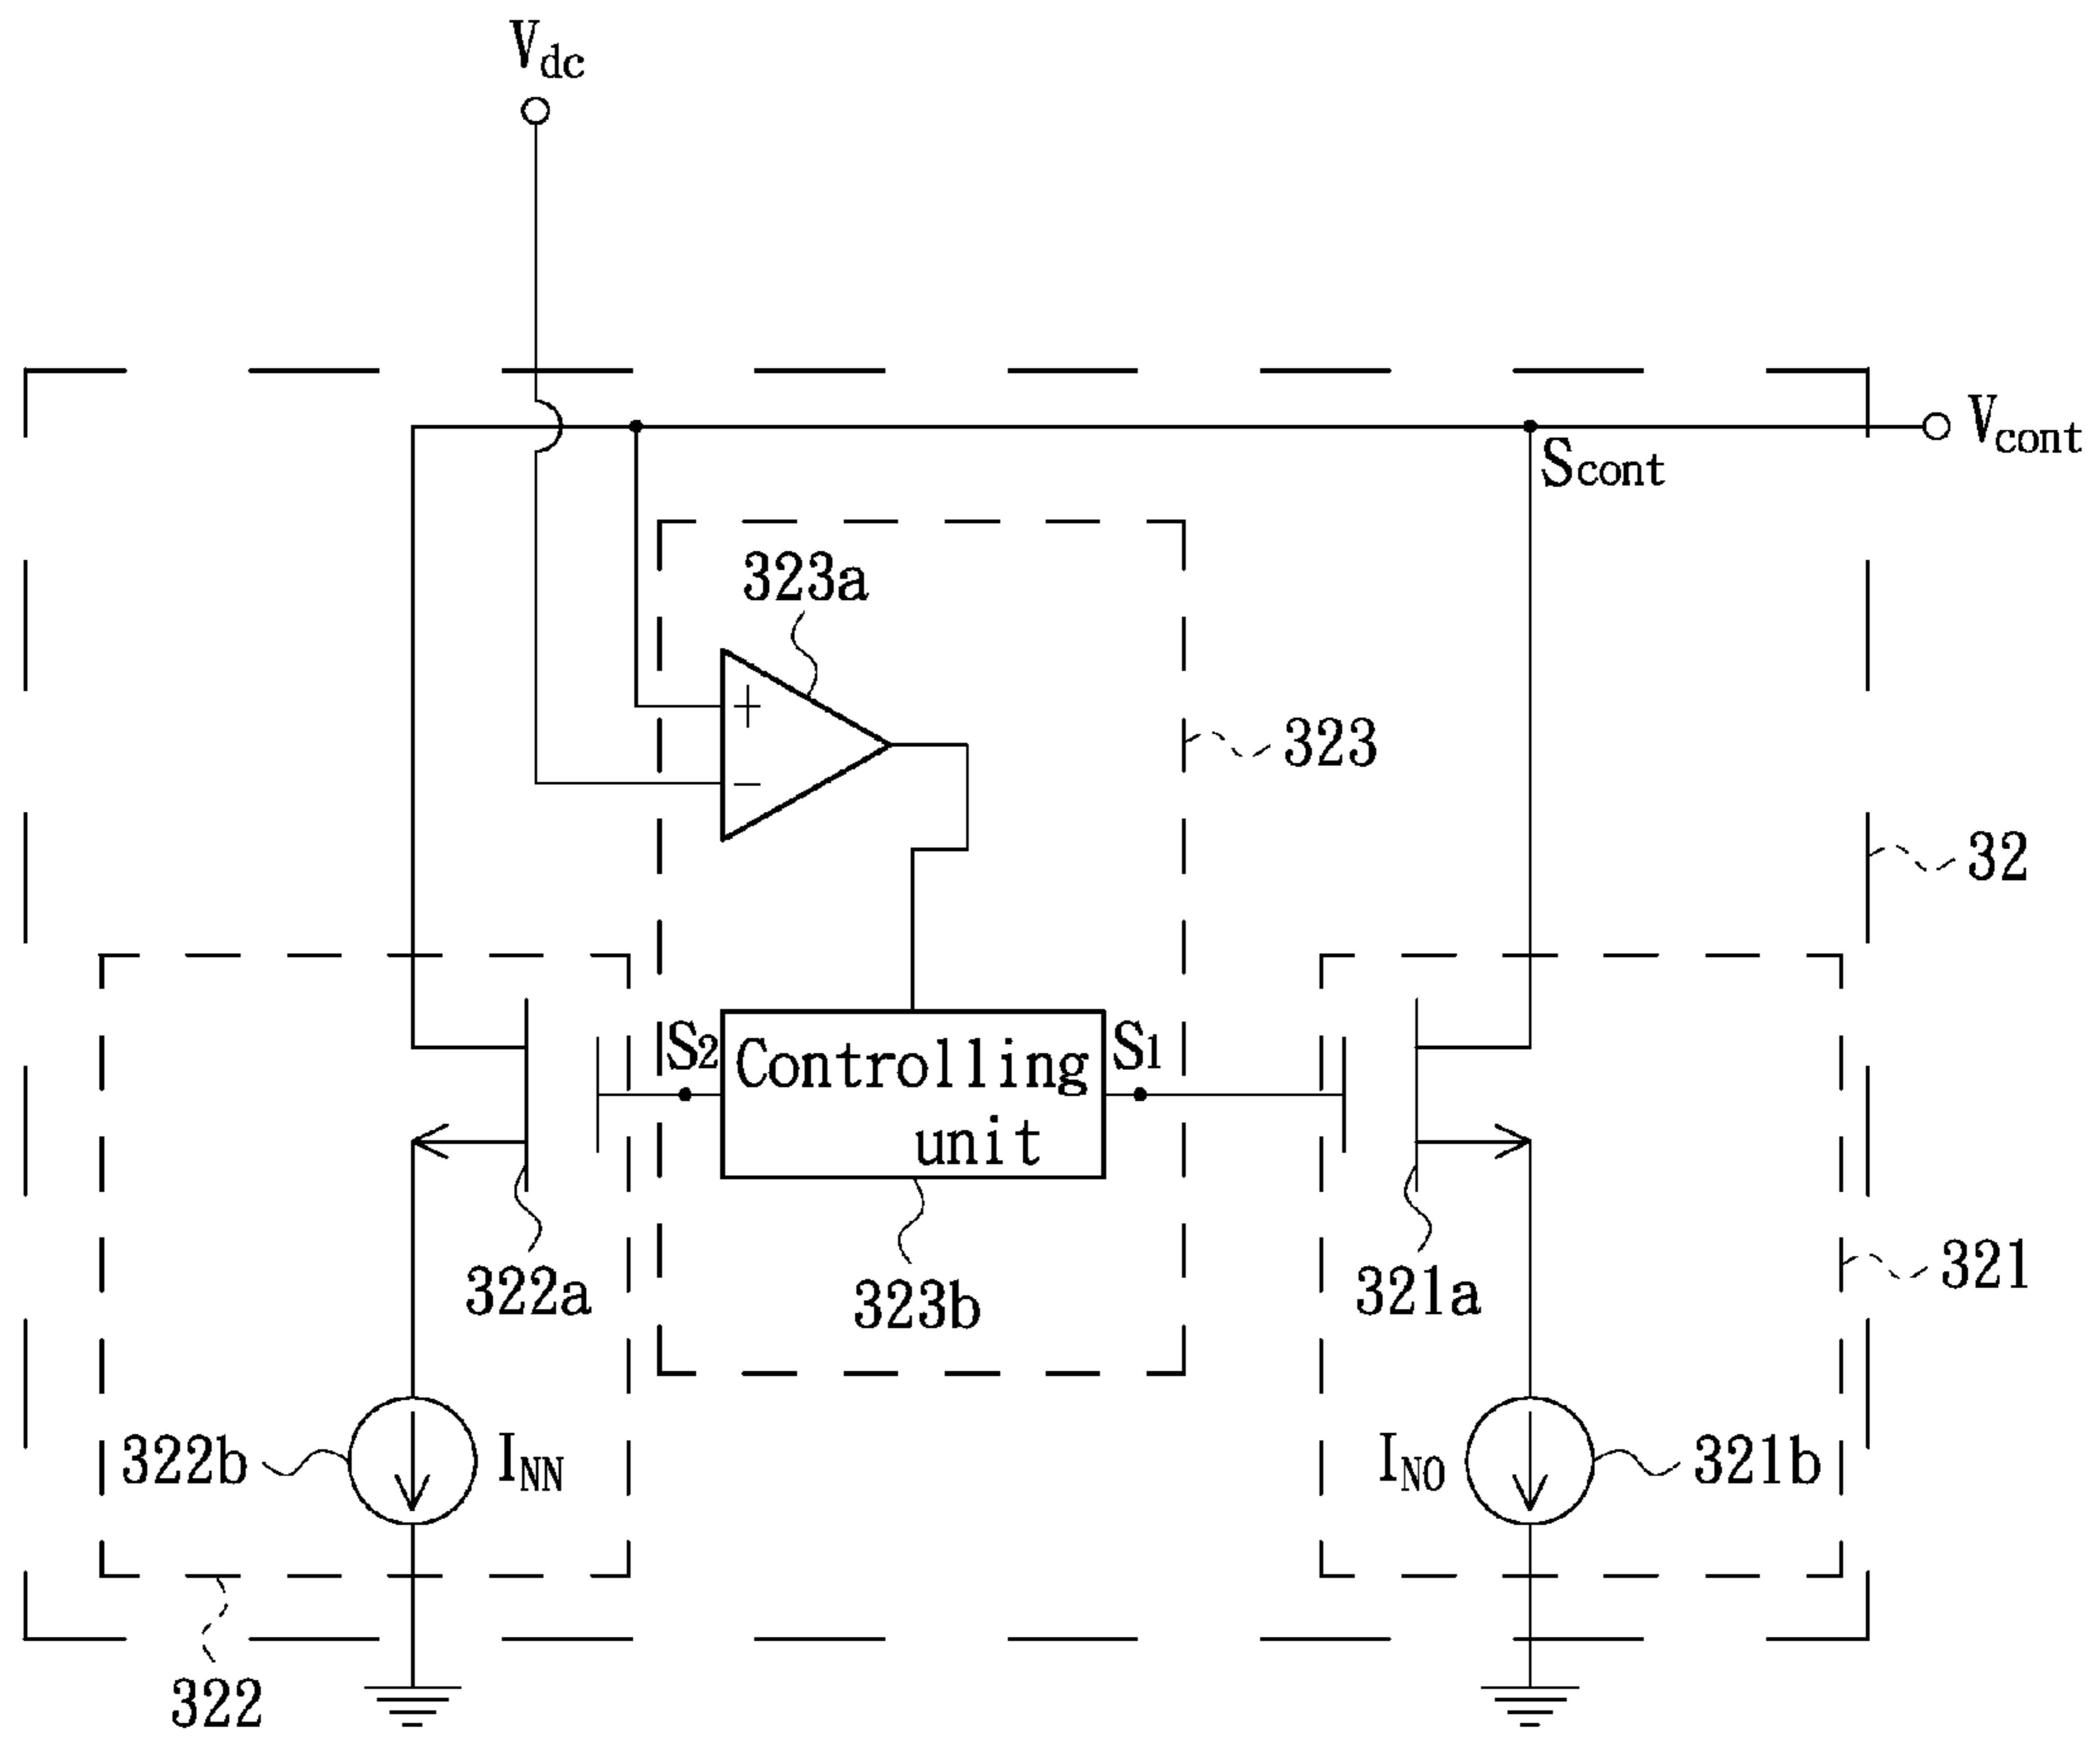 Vdc
Vcont
Scont
323a
323
32
S2
Controlling
unit
S1
322a
323b
321a
321
322b
INN
INO
321b
322
+
−